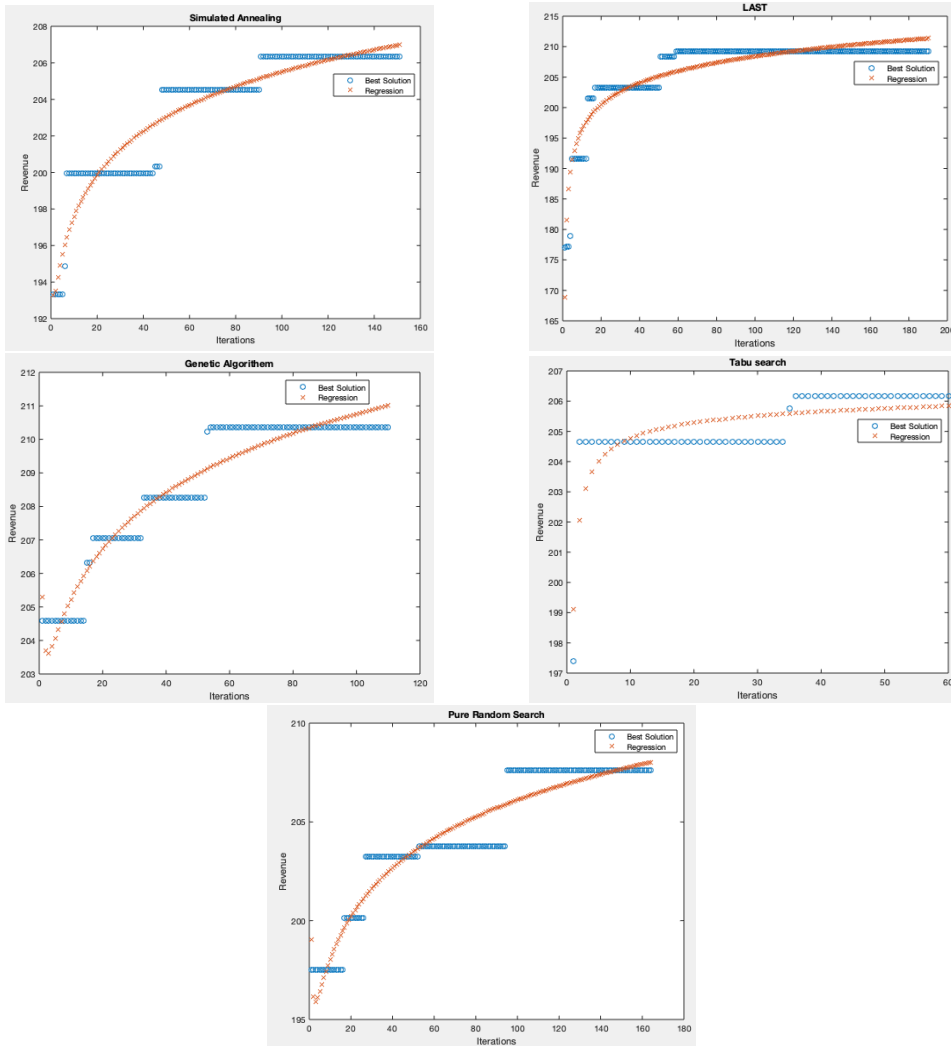 Simulated Annealing
208
206
204
202
200
198
196
194
192
Revenue
Best Solution
Regression
0 20 40 60 80 100 120 140 160
Iterations
LAST
215
210
205
200
195
190
185
180
175
170
165
Revenue
Best Solution
Regression
0 20 40 60 80 100 120 140 160 180 200
Iterations
Genetic Algorithem
212
211
210
209
208
207
206
205
204
203
Revenue
Best Solution
Regression
0 20 40 60 80 100 120
Iterations
Tabu search
207
206
205
204
203
202
201
200
199
198
197
Revenue
Best Solution
Regression
0 10 20 30 40 50 60
Iterations
Pure Random Search
210
205
200
195
Revenue
Best Solution
Regression
0 20 40 60 80 100 120 140 160 180
Iterations